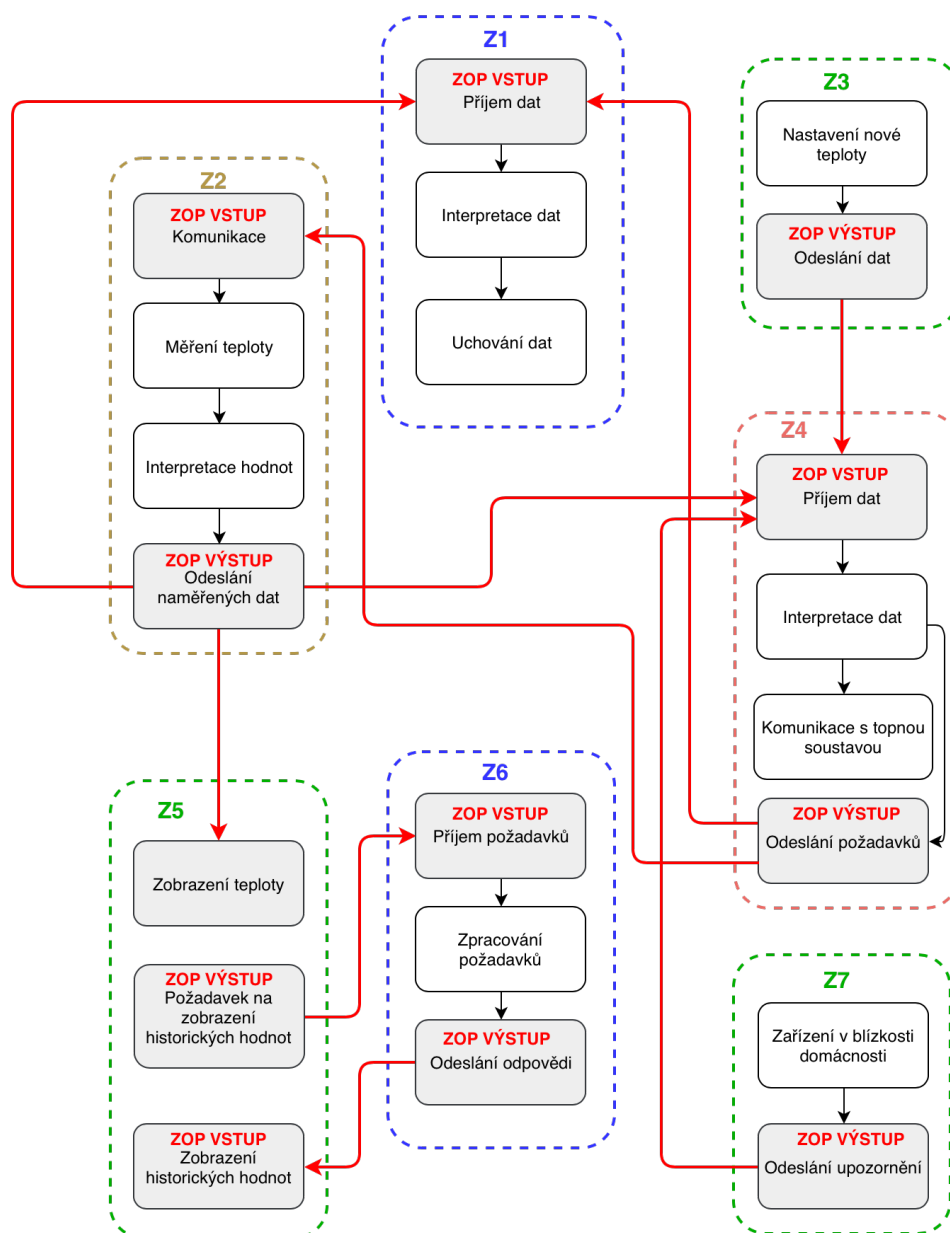 Z1
ZOP VSTUP
Příjem dat
Interpretace dat
Uchování dat
Z2
ZOP VSTUP
Komunikace
Měření teploty
Interpretace hodnot
ZOP VÝSTUP
Odeslání
naměřených dat
Z3
Nastavení nové
teploty
ZOP VÝSTUP
Odeslání dat
Z4
ZOP VSTUP
Příjem dat
Interpretace dat
Komunikace s topnou
soustavou
ZOP VÝSTUP
Odeslání požadavků
Z5
Zobrazení teploty
ZOP VÝSTUP
Požadavek na
zobrazení
historických hodnot
ZOP VSTUP
Zobrazení
historických hodnot
Z6
ZOP VSTUP
Příjem požadavků
Zpracování
požadavků
ZOP VÝSTUP
Odeslání odpovědi
Z7
Zařízení v blízkosti
domácnosti
ZOP VÝSTUP
Odeslání upozornění